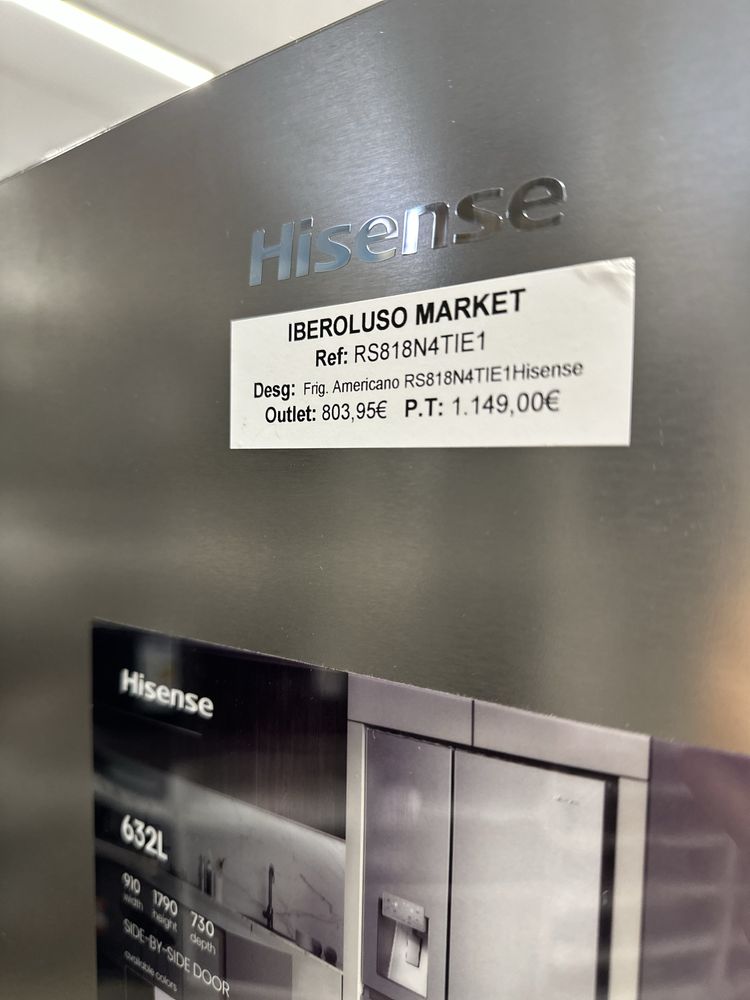 Hisense
IBEROLUSO MARKET
Ref: RS818N4TIE1
Desg: Frig. Americano RS818N4TIE1Hisense
Outlet: 803,95€ P.T: 1.149,00€
Hisense
632L
910 1790 730
width height depth
SIDE-BY-SIDE DOOR
available colors